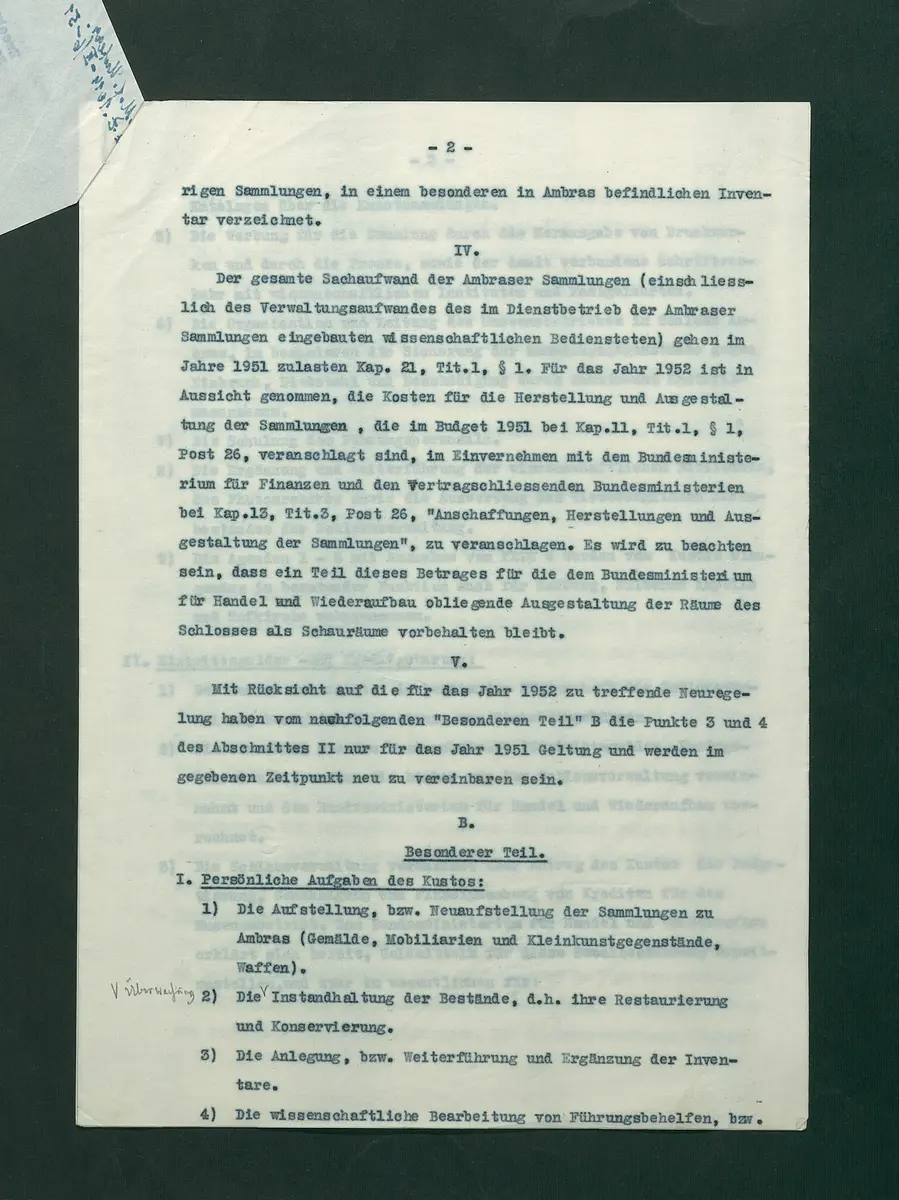 - 2 -
rigen Sammlungen, in einem besonderen in Ambras befindlichen Inven-
tar verzeichnet.
IV.
Der gesamte Sachaufwand der Ambraser Sammlungen (einschliess-
lich des Verwaltungsaufwandes des im Dienstbetrieb der Ambraser
Sammlungen eingebauten wissenschaftlichen Bediensteten) gehen im
Jahre 1951 zulasten Kap. 21, Tit.1, § 1. Für das Jahr 1952 ist in
Aussicht genommen, die Kosten für die Herstellung und Ausgestal-
tung der Sammlungen , die im Budget 1951 bei Kap.11, Tit.1, § 1,
Post 26, veranschlagt sind, im Einvernehmen mit dem Bundesministe-
rium für Finanzen und den Vertragschliessenden Bundesministerien
bei Kap.13, Tit.3, Post 26, "Anschaffungen, Herstellungen und Aus-
gestaltung der Sammlungen", zu veranschlagen. Es wird zu beachten
sein, dass ein Teil dieses Betrages für die dem Bundesministerium
für Handel und Wiederaufbau obliegende Ausgestaltung der Räume des
Schlosses als Schauräume vorbehalten bleibt.
V.
Mit Rücksicht auf die für das Jahr 1952 zu treffende Neurege-
lung haben vom nachfolgenden "Besonderen Teil" B die Punkte 3 und 4
des Abschnittes II nur für das Jahr 1951 Geltung und werden im
gegebenen Zeitpunkt neu zu vereinbaren sein.
B.
Besonderer Teil.
I. Persönliche Aufgaben des Kustos:
1) Die Aufstellung, bzw. Neuaufstellung der Sammlungen zu
Ambras (Gemälde, Mobiliarien und Kleinkunstgegenstände,
Waffen).
V Überwachung 2) Die V Instandhaltung der Bestände, d.h. ihre Restaurierung
und Konservierung.
3) Die Anlegung, bzw. Weiterführung und Ergänzung der Inven-
tare.
4) Die wissenschaftliche Bearbeitung von Führungsbehelfen, bzw.